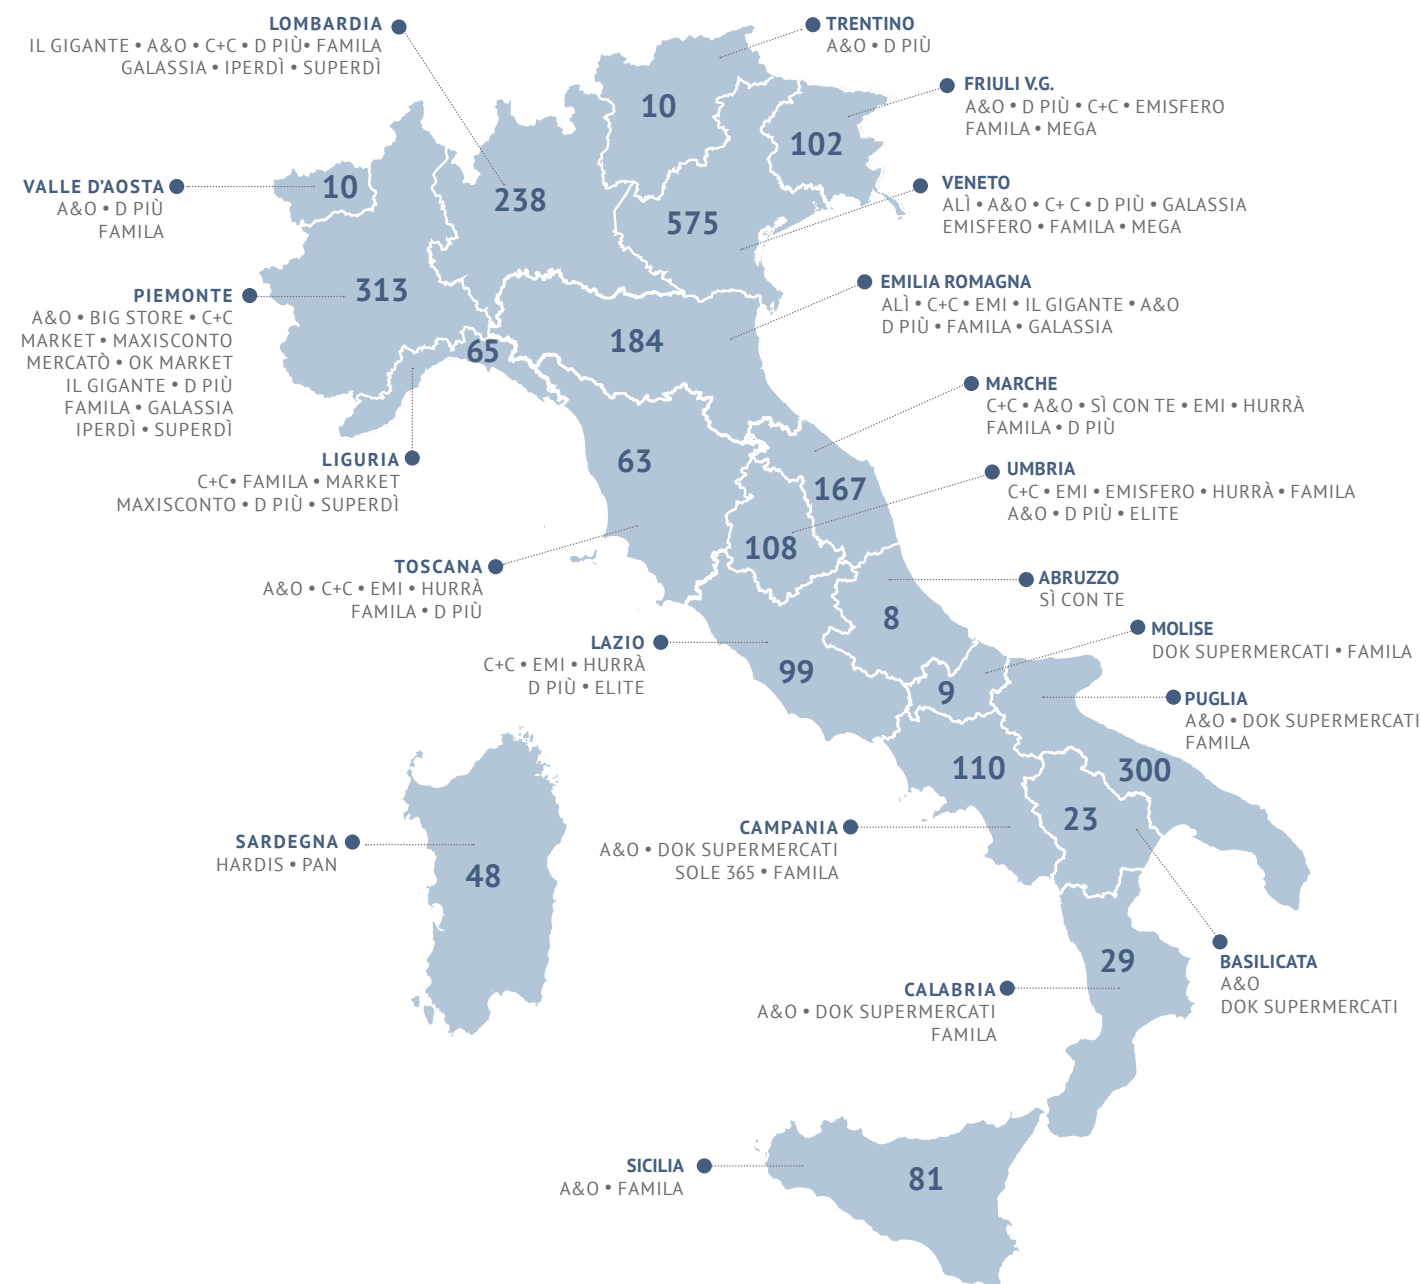 LOMBARDIA
IL GIGANTE • A&O • C+C • D PIÙ• FAMILA
GALASSIA • IPERDÌ • SUPERDÌ
TRENTINO
A&O • D PIÙ
FRIULI V.G.
A&O • D PIÙ • C+C • EMISFERO
FAMILA • MEGA
VALLE D'AOSTA
A&O • D PIÙ
FAMILA
VENETO
ALÌ • A&O • C+ C • D PIÙ • GALASSIA
EMISFERO • FAMILA • MEGA
PIEMONTE
A&O • BIG STORE • C+C
MARKET • MAXISCONTO
MERCATÒ • OK MARKET
IL GIGANTE • D PIÙ
FAMILA • GALASSIA
IPERDÌ • SUPERDÌ
EMILIA ROMAGNA
ALÌ • C+C • EMI • IL GIGANTE • A&O
D PIÙ • FAMILA • GALASSIA
MARCHE
C+C • A&O • SÌ CON TE • EMI • HURRÀ
FAMILA • D PIÙ
LIGURIA
C+C• FAMILA • MARKET
MAXISCONTO • D PIÙ • SUPERDÌ
UMBRIA
C+C • EMI • EMISFERO • HURRÀ • FAMILA
A&O • D PIÙ • ELITE
TOSCANA
A&O • C+C • EMI • HURRÀ
FAMILA • D PIÙ
ABRUZZO
SÌ CON TE
MOLISE
DOK SUPERMERCATI • FAMILA
LAZIO
C+C • EMI • HURRÀ
D PIÙ • ELITE
PUGLIA
A&O • DOK SUPERMERCATI
FAMILA
SARDEGNA
HARDIS • PAN
CAMPANIA
A&O • DOK SUPERMERCATI
SOLE 365 • FAMILA
BASILICATA
A&O
DOK SUPERMERCATI
CALABRIA
A&O • DOK SUPERMERCATI
FAMILA
SICILIA
A&O • FAMILA
10
102
10
238
575
313
184
65
63
167
108
8
99
9
110
300
23
48
29
81